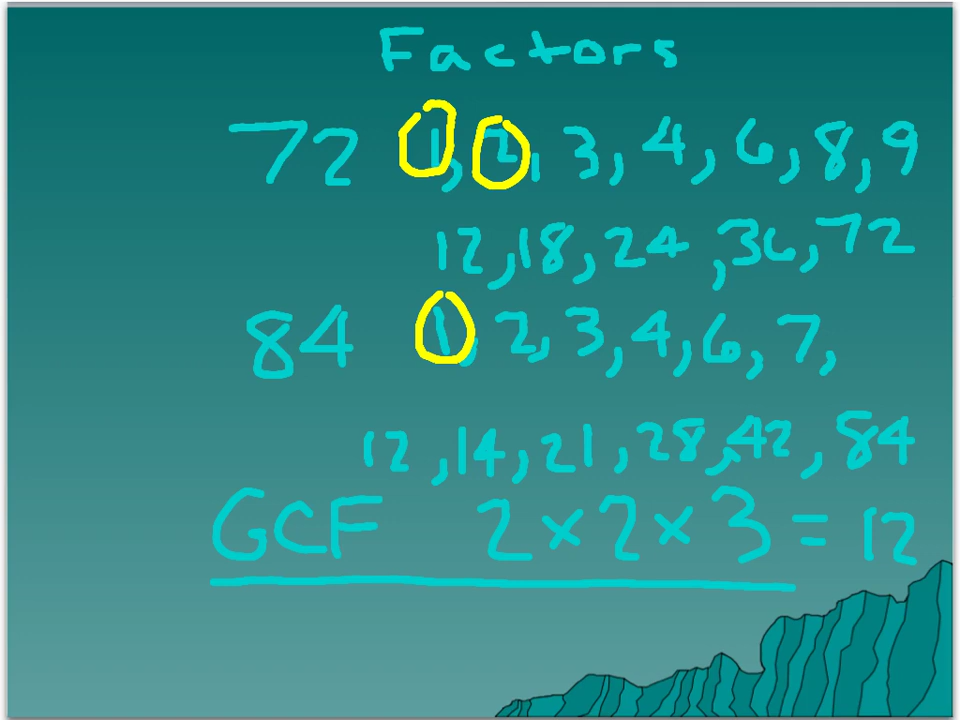 Factors
72 1, 2, 3, 4, 6, 8, 9
12, 18, 24, 36, 72
84 1, 2, 3, 4, 6, 7,
12, 14, 21, 28, 42, 84
GCF 2 × 2 × 3 = 12